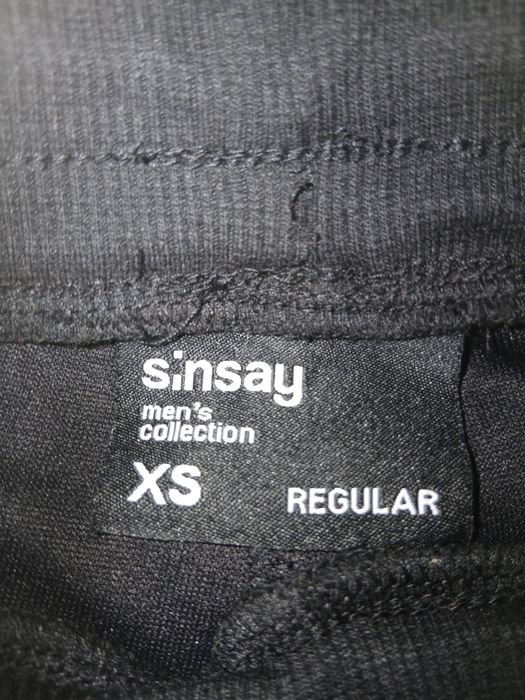 sinsay
men's
collection
XS
REGULAR